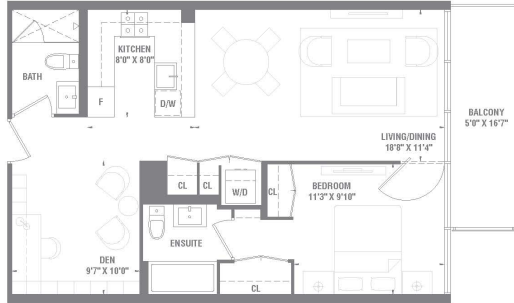 KITCHEN
8'0" X 8'0"
BATH
F
D/W
BALCONY
5'0" X 16'7"
LIVING/DINING
18'8" X 11'4"
CL
CL
W/D
CL
BEDROOM
11'3" X 9'10"
ENSUITE
DEN
9'7" X 10'0"
CL